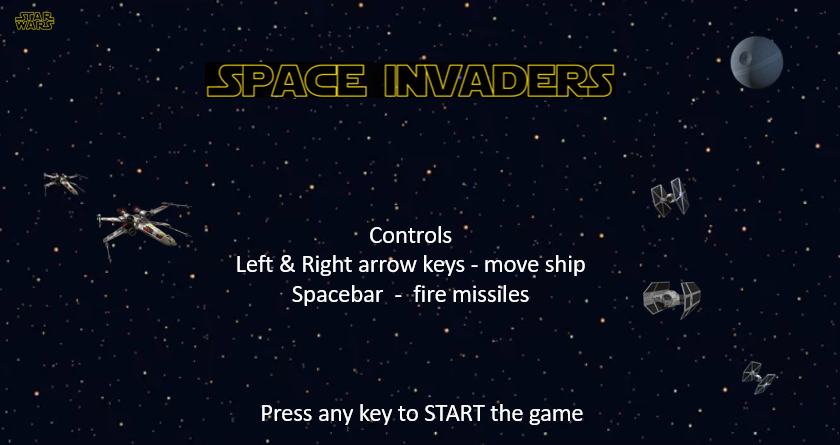 STAR
WARS
SPACE INVADERS
Controls
Left & Right arrow keys - move ship
Spacebar  -  fire missiles
Press any key to START the game